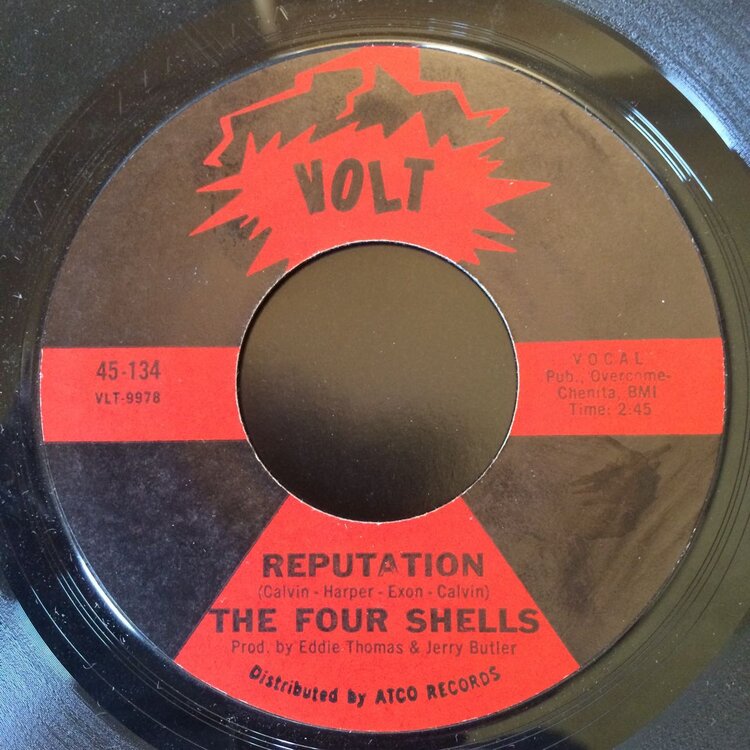 VOLT
45-134
VLT-9978
VOCAL
Pub., Overcome-
Chenita, BMI
Time: 2:45
REPUTATION
(Calvin - Harper - Exon - Calvin)
THE FOUR SHELLS
Prod. by Eddie Thomas & Jerry Butler
Distributed by ATCO RECORDS